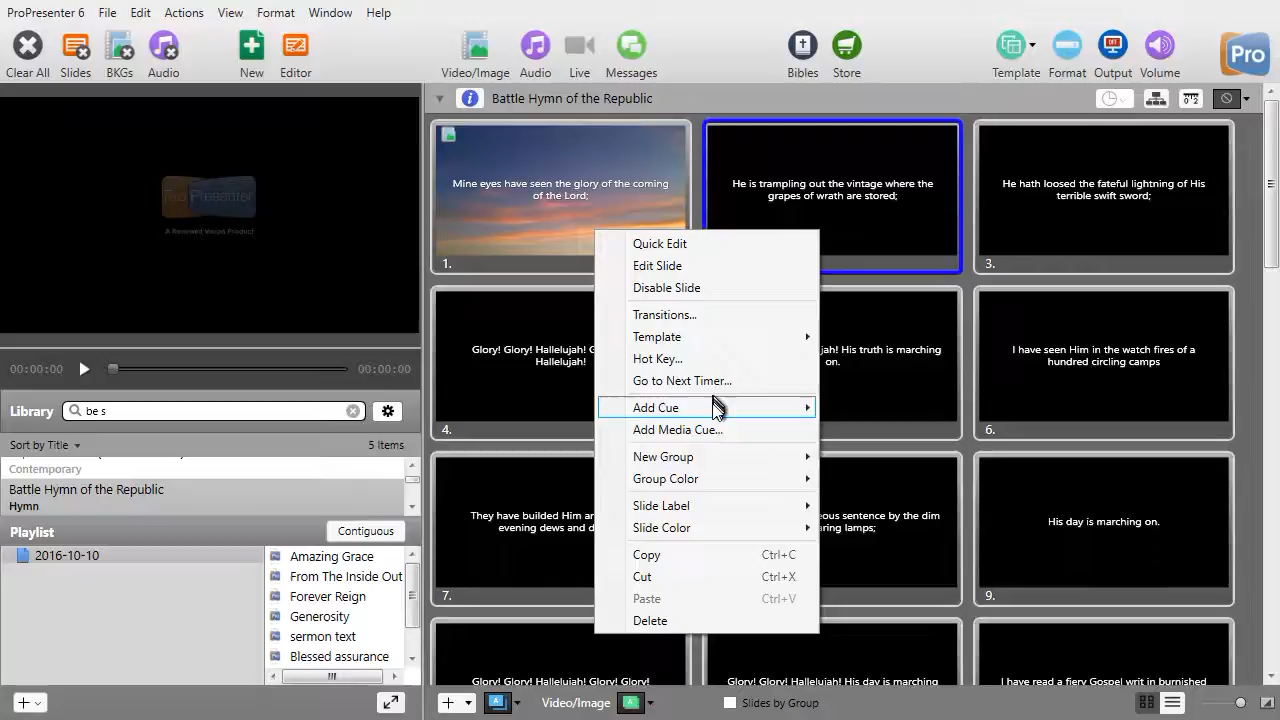 ProPresenter 6 File Edit Actions View Format Window Help
Clear All Slides BKGs Audio New Editor Video/Image Audio Live Messages Bibles Store Template Format Output Volume
Pro
Battle Hymn of the Republic
ProPresenter
A Renewed Vision Product
Mine eyes have seen the glory of the coming
of the Lord;
1.
He is trampling out the vintage where the
grapes of wrath are stored;
He hath loosed the fateful lightning of His
terrible swift sword;
3.
Quick Edit
Edit Slide
Disable Slide
Transitions...
Template
Hot Key...
Go to Next Timer...
Add Cue
Add Media Cue...
New Group
Group Color
Slide Label
Slide Color
Copy Ctrl+C
Cut Ctrl+X
Paste Ctrl+V
Delete
Glory! Glory! Hallelujah! G
Hallelujah!
4.
jah! His truth is marching
on.
I have seen Him in the watch fires of a
hundred circling camps
6.
They have builded Him an
evening dews and d
7.
eous sentence by the dim
aring lamps;
His day is marching on.
9.
Glory! Glory! Hallelujah! Glory! Glory!
Glory! Glory! Hallelujah! His day is marching
I have read a fiery Gospel writ in burnished
00:00:00 00:00:00
Library be s
Sort by Title 5 Items
Contemporary
Battle Hymn of the Republic
Hymn
Playlist Contiguous
2016-10-10
Amazing Grace
From The Inside Out
Forever Reign
Generosity
sermon text
Blessed assurance
Video/Image Slides by Group